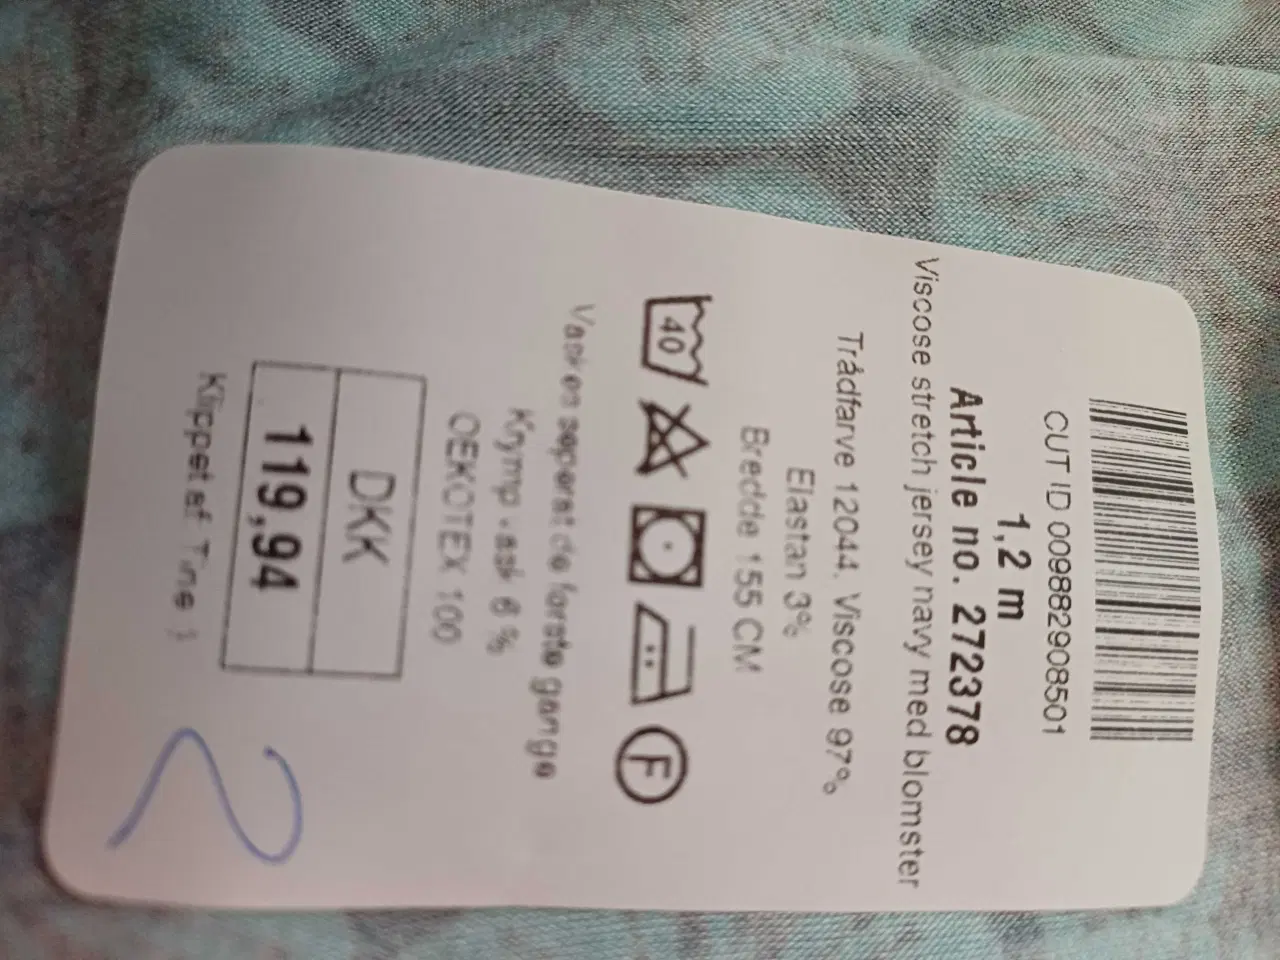 CUT ID 00988290850​1
1,2 m
Article no. 272378
Viscose stretch jersey navy med blomster
Trådfarve 12044. Viscose 97%
Elastan 3%
Bredde 155 CM
40 F
Vaskes separat de første gange
Krymp vask 6 %
OEKOTEX 100
DKK
119,94
Klippet af Tine
2